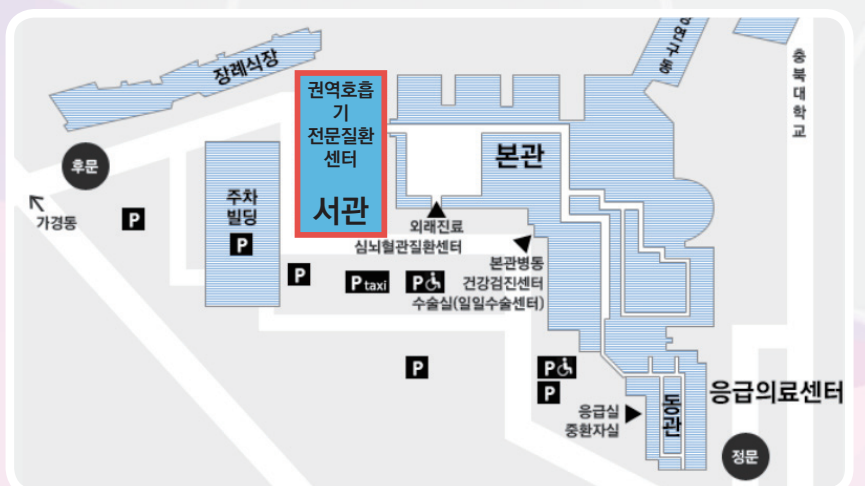 장례식장
권역호흡
기
전문질환
센터
서관
본관
충북대학교
후문
가경동
P
주차
빌딩
P
P
P taxi
P
외래진료
심뇌혈관질환센터
본관병동
건강검진센터
수술실(일일수술센터)
P
P
P
응급실
중환자실
동관
응급의료센터
정문